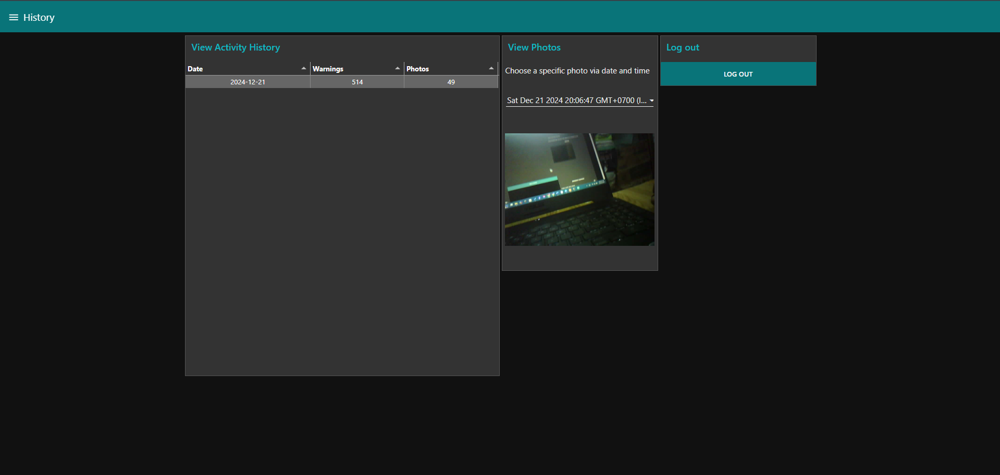 History
View Activity History
Date Warnings Photos
2024-12-21 514 49
View Photos
Choose a specific photo via date and time
Sat Dec 21 2024 20:06:47 GMT+0700 (I...
Log out
LOG OUT